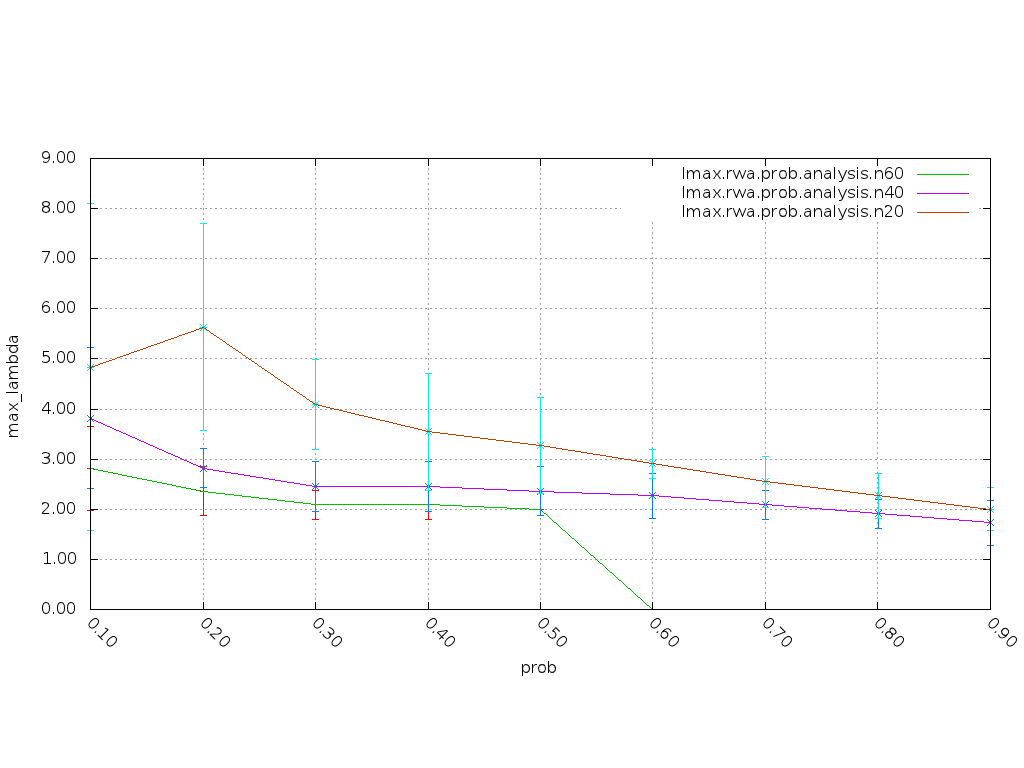 9.00
8.00
7.00
6.00
5.00
4.00
3.00
2.00
1.00
0.00
max_lambda
lmax.rwa.prob.analysis.n60
lmax.rwa.prob.analysis.n40
lmax.rwa.prob.analysis.n20
0.10 0.20 0.30 0.40 0.50 0.60 0.70 0.80 0.90
prob